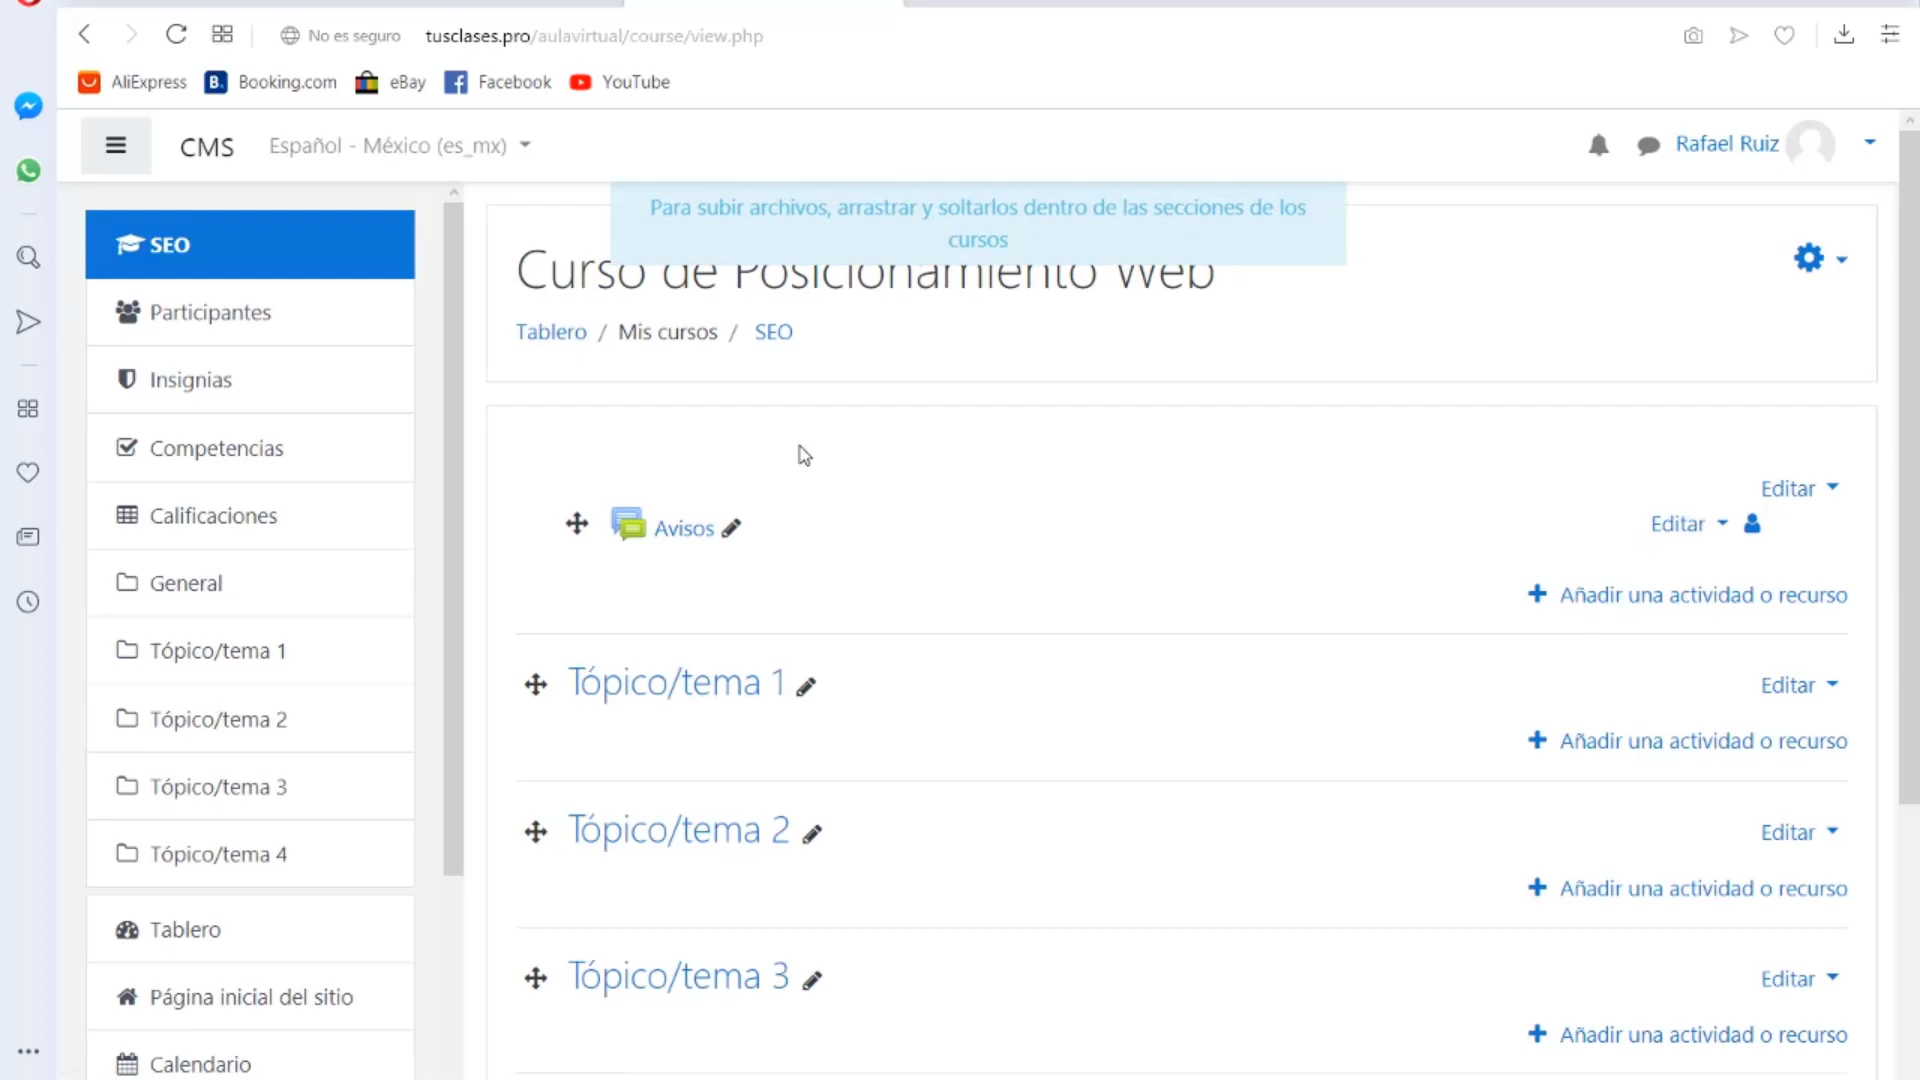 No es seguro tusclases.pro/aulavirtual/course/view.php
AliExpress B. Booking.com eBay Facebook YouTube
CMS Español - México (es_mx) Rafael Ruiz
Para subir archivos, arrastrar y soltarlos dentro de las secciones de los
cursos
Curso de Posicionamiento Web
Tablero / Mis cursos / SEO
SEO
Participantes
Insignias
Competencias
Calificaciones
General
Tópico/tema 1
Tópico/tema 2
Tópico/tema 3
Tópico/tema 4
Tablero
Página inicial del sitio
Calendario
Editar
Avisos Editar
Añadir una actividad o recurso
Tópico/tema 1 Editar
Añadir una actividad o recurso
Tópico/tema 2 Editar
Añadir una actividad o recurso
Tópico/tema 3 Editar
Añadir una actividad o recurso